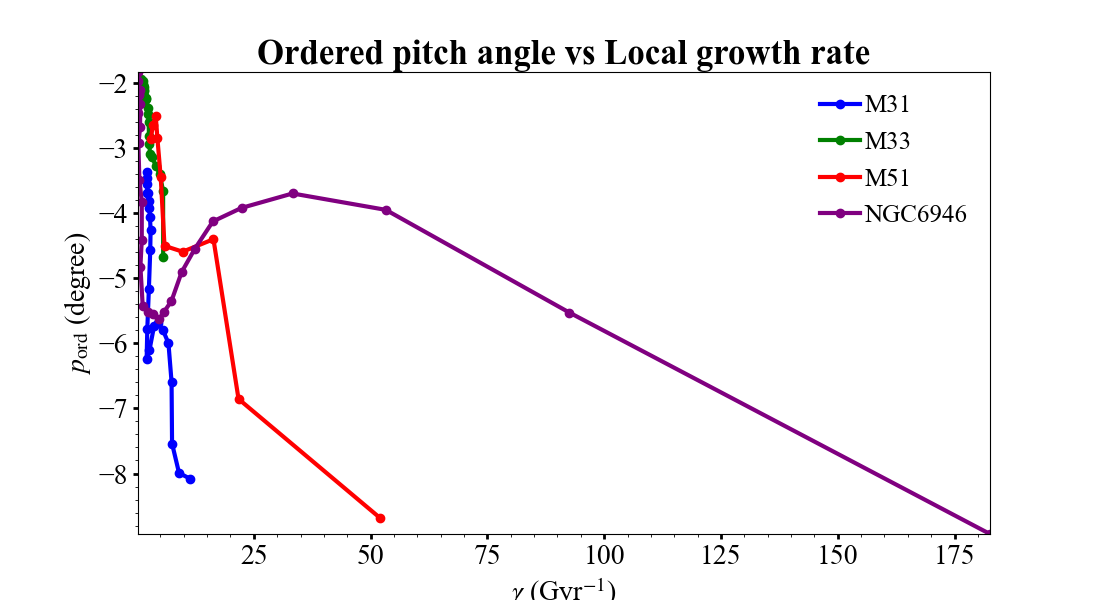 Ordered pitch angle vs Local growth rate
−2
−3
−4
−5
−6
−7
−8
p_ord (degree)
M31
M33
M51
NGC6946
25 50 75 100 125 150 175
γ (Gyr⁻¹)